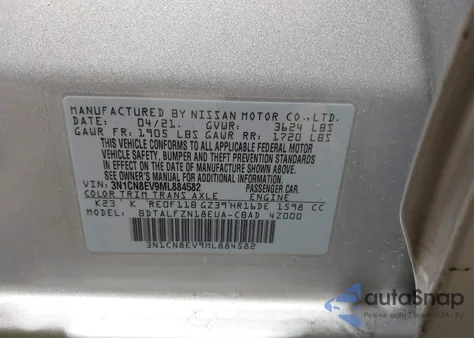 MANUFACTURED BY NISSAN MOTOR CO., LTD.
DATE: 04/21. GVWR: 3624 LBS
GAWR FR: 1905 LBS GAWR RR: 1720 LBS
THIS VEHICLE CONFORMS TO ALL APPLICABLE FEDERAL MOTOR
VEHICLE SAFETY, BUMPER AND THEFT PREVENTION STANDARDS
IN EFFECT ON THE DATE OF MANUFACTURE SHOWN ABOVE.
SEE OWNERS MANUAL FOR ADDITIONAL INFORMATION.
VIN: 3N1CN8EV9ML884582 PASSENGER CAR.
COLOR TRIM TRANS AXLE ENGINE
K23 K RE0F11B GZ39 HR16DE 1598 CC
MODEL: BDTALFZN18EUA-CBAD 4Z000
3N1CN8EV9ML884582
autoSnap